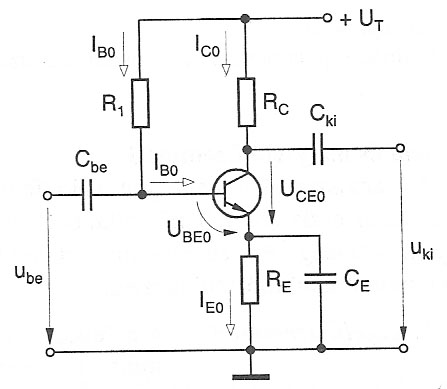 + U_T
I_B0
I_C0
R_1
R_C
C_ki
C_be
I_B0
U_CE0
U_BE0
u_be
R_E
C_E
u_ki
I_E0